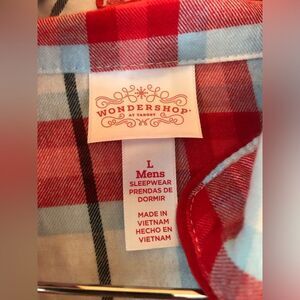 WONDERSHOP
AT TARGET
L
Mens
SLEEPWEAR
PRENDAS DE
DORMIR
MADE IN
VIETNAM
HECHO EN
VIETNAM